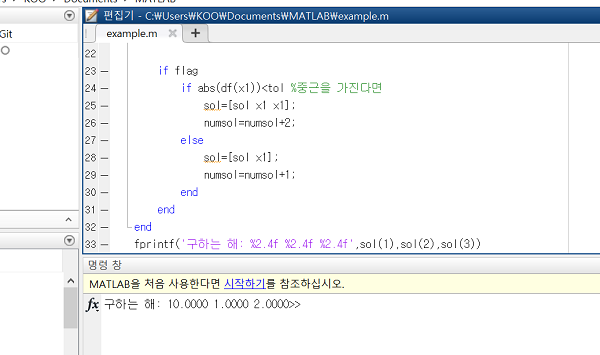 KOO › Documents › MATLAB
Git
편집기 - C:\Users\KOO\Documents\MATLAB\example.m
example.m × +
22
23 – if flag
24 – if abs(df(x1))<tol %중근을 가진다면
25 – sol=[sol x1 x1];
26 – numsol=numsol+2;
27 – else
28 – sol=[sol x1];
29 – numsol=numsol+1;
30 – end
31 – end
32 – end
33 – fprintf('구하는 해: %2.4f %2.4f %2.4f',sol(1),sol(2),sol(3))
명령 창
MATLAB을 처음 사용한다면 시작하기를 참조하십시오.
fx 구하는 해: 10.0000 1.0000 2.0000>>